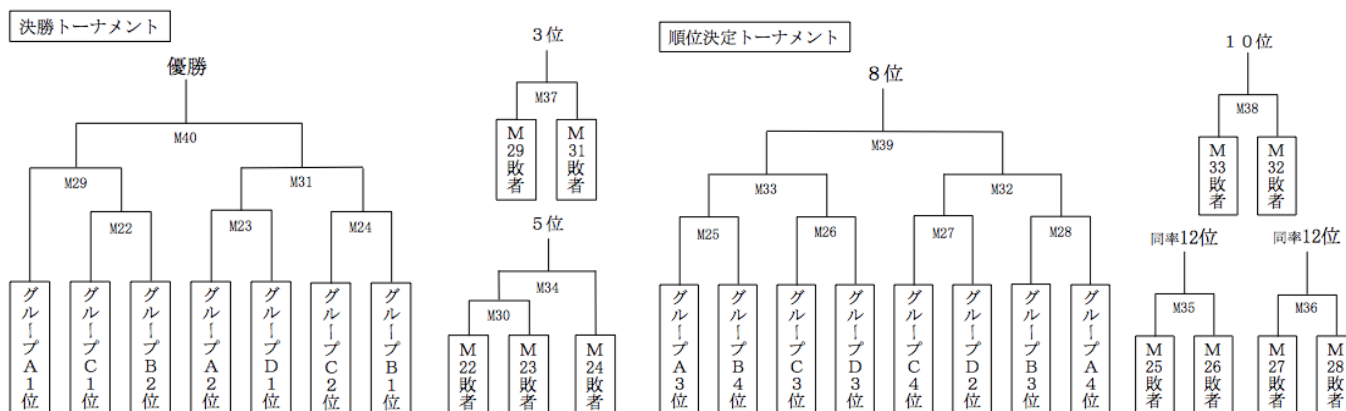 決勝トーナメント
優勝
M40
M29
M31
M22
M23
M24
グループA1位
グループC1位
グループB2位
グループA2位
グループD1位
グループC2位
グループB1位
3位
M37
M29敗者
M31敗者
5位
M34
M30
M22敗者
M23敗者
M24敗者
順位決定トーナメント
8位
M39
M33
M32
M25
M26
M27
M28
グループA3位
グループB4位
グループC3位
グループD3位
グループC4位
グループD2位
グループB3位
グループA4位
10位
M38
M33敗者
M32敗者
同率12位
同率12位
M35
M36
M25敗者
M26敗者
M27敗者
M28敗者